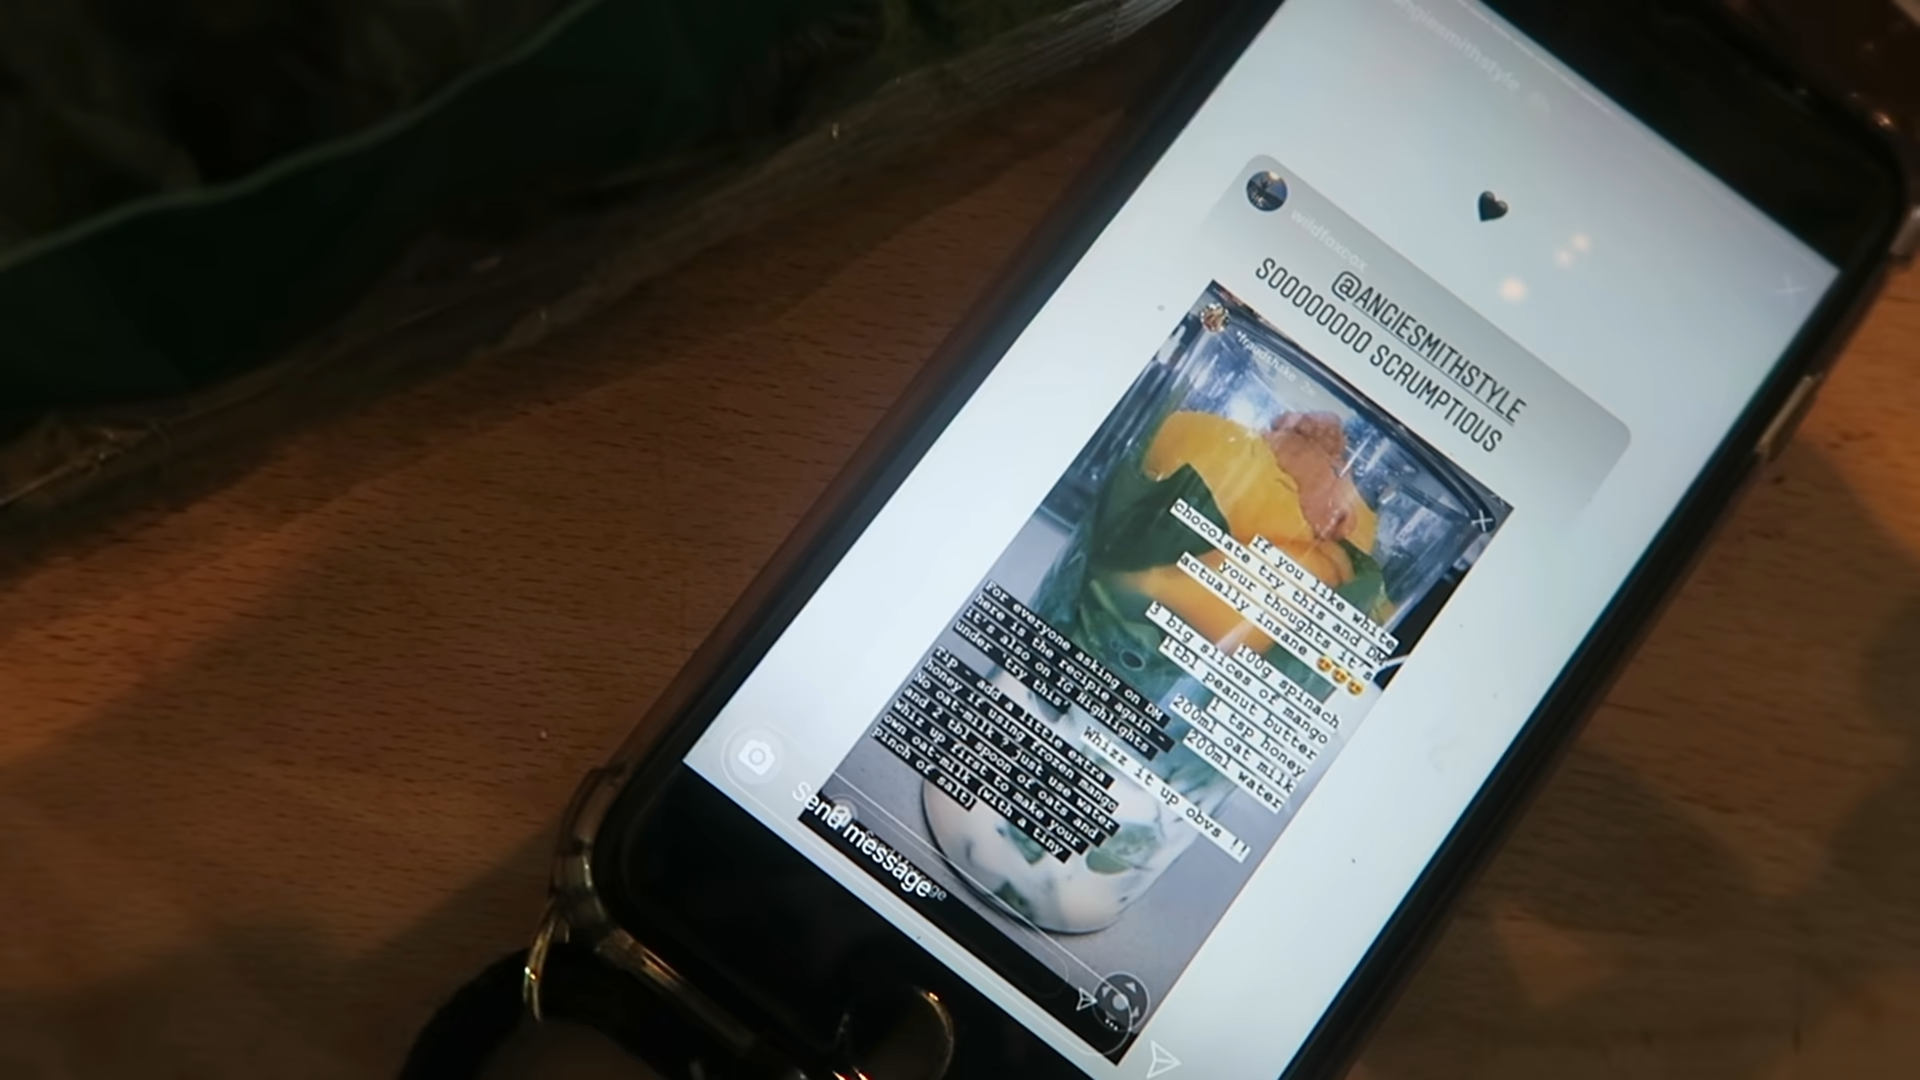 angiesmithstyle
wildfoxcox
@ANGIESMITHSTYLE
SOOOOOOOO SCRUMPTIOUS
If you like white
chocolate try this and DM
your thoughts it's
actually insane 😍😍😍
100g spinach
3 big slices of mango
1tbl peanut butter
1 tsp honey
200ml oat milk
200ml water
Whizz it up obvs !!
For everyone asking on DM
here is the recipie again -
it's also on IG Highlights
under 'try this'
Tip - add a little extra
honey if using frozen mango
No oat-milk ? just use water
and 2 tbl spoon of oats and
whiz up first to make your
own oat-milk (with a tiny
pinch of salt)
Send message